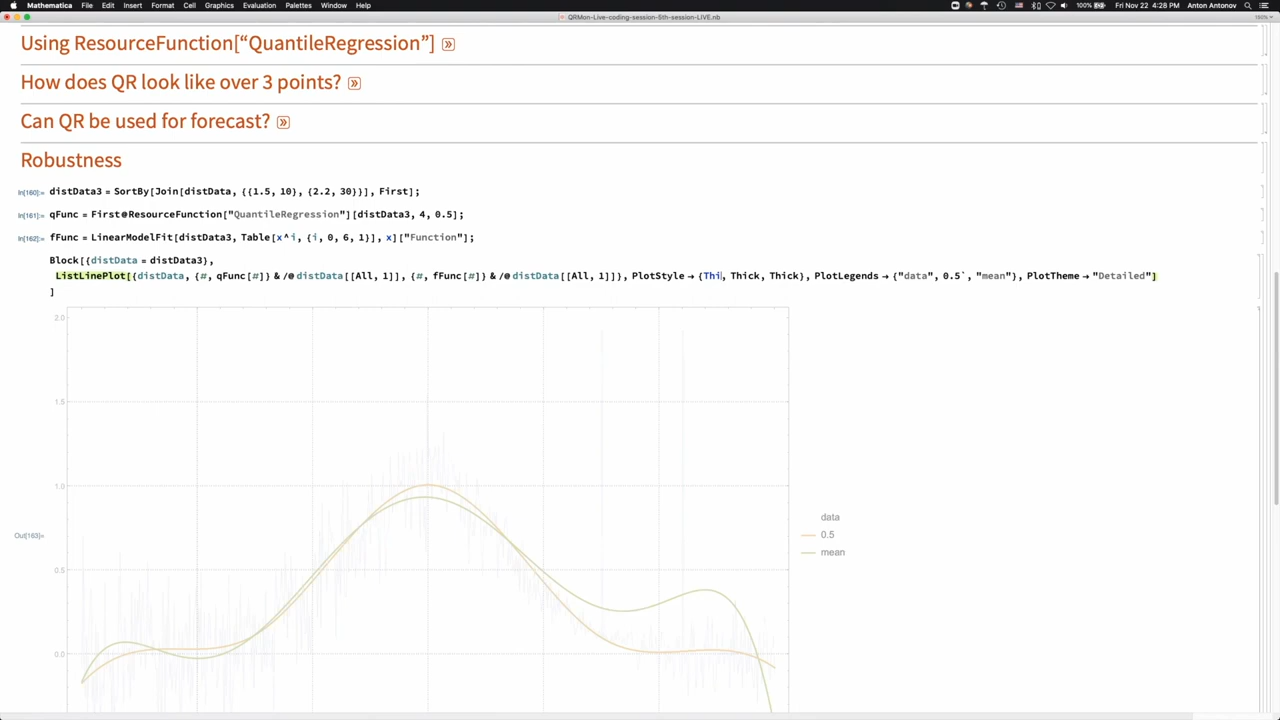 Mathematica File Edit Insert Format Cell Graphics Evaluation Palettes Window Help 100% Fri Nov 22 4:28 PM Anton Antonov
QRMon-Live-coding-session-5th-session-LIVE.nb
160%
Using ResourceFunction["QuantileRegression"]
How does QR look like over 3 points?
Can QR be used for forecast?
Robustness
In[160]:= distData3 = SortBy[Join[distData, {{1.5, 10}, {2.2, 30}}], First];
In[161]:= qFunc = First@ResourceFunction["QuantileRegression"][distData3, 4, 0.5];
In[162]:= fFunc = LinearModelFit[distData3, Table[x^i, {i, 0, 6, 1}], x]["Function"];
Block[{distData = distData3},
ListLinePlot[{distData, {#, qFunc[#]} & /@ distData[[All, 1]], {#, fFunc[#]} & /@ distData[[All, 1]]}, PlotStyle → {Thi, Thick, Thick}, PlotLegends → {"data", 0.5`, "mean"}, PlotTheme → "Detailed"]
]
2.0
1.5
1.0
0.5
0.0
Out[163]=
data
0.5
mean